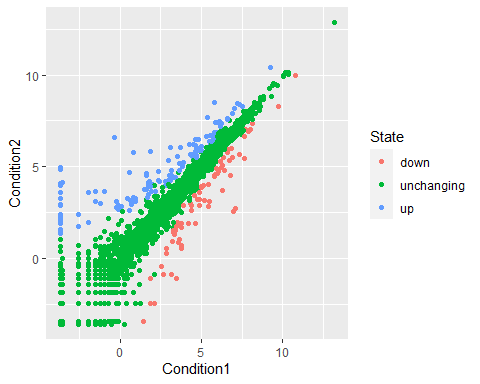 10
5
0
Condition2
0 5 10
Condition1
State
down
unchanging
up